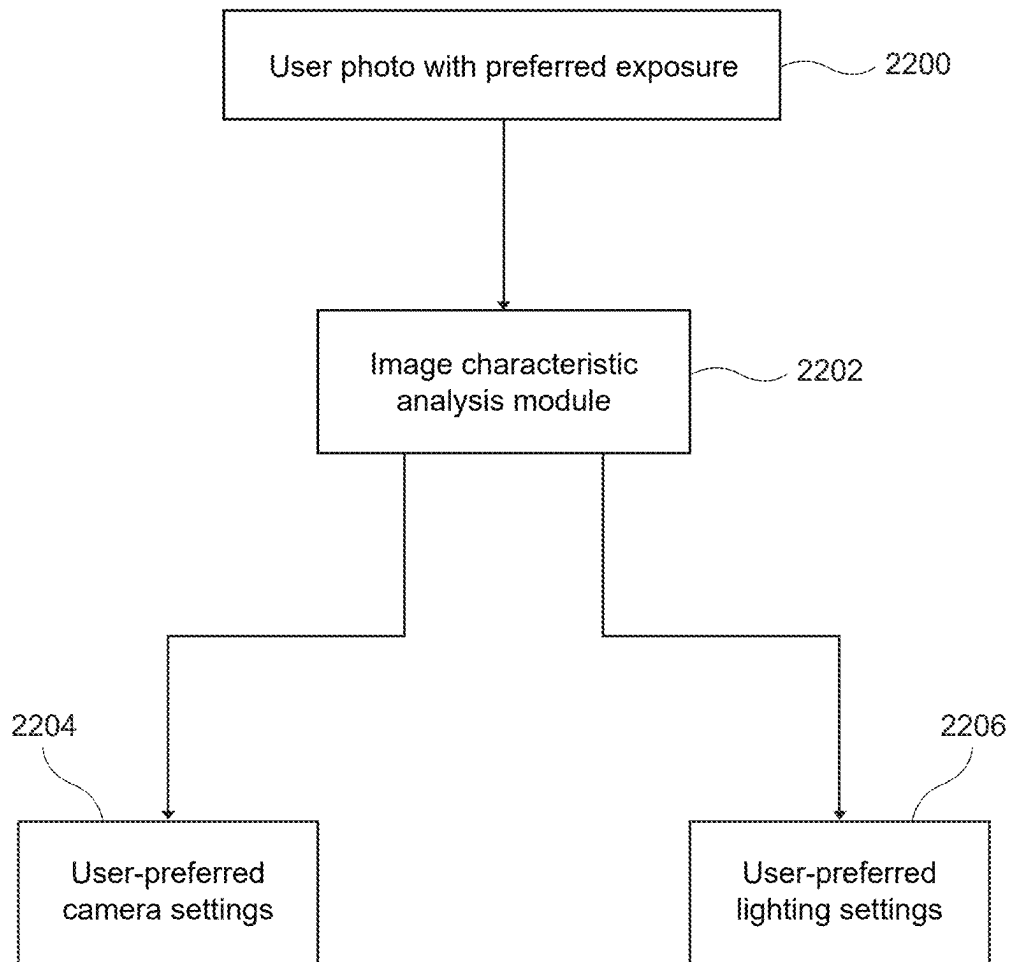 User photo with preferred exposure
2200
Image characteristic
analysis module
2202
2204
2206
User-preferred
camera settings
User-preferred
lighting settings